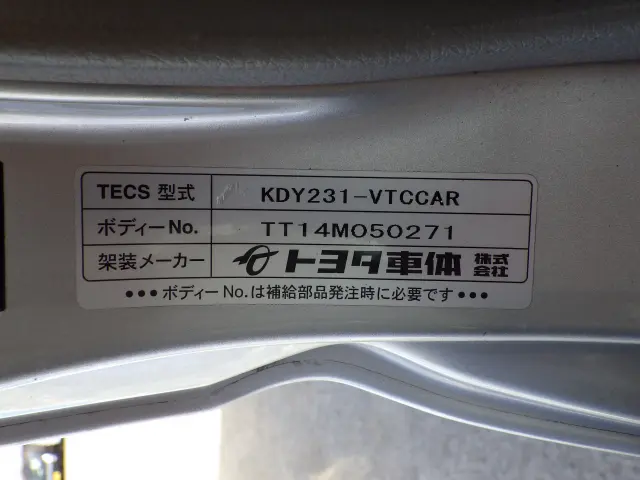 TECS 型式 KDY231-VTCCAR
ボディーNo. TT14M050271
架装メーカー トヨタ車体 株式会社
●●● ボディーNo.は補給部品発注時に必要です ●●●